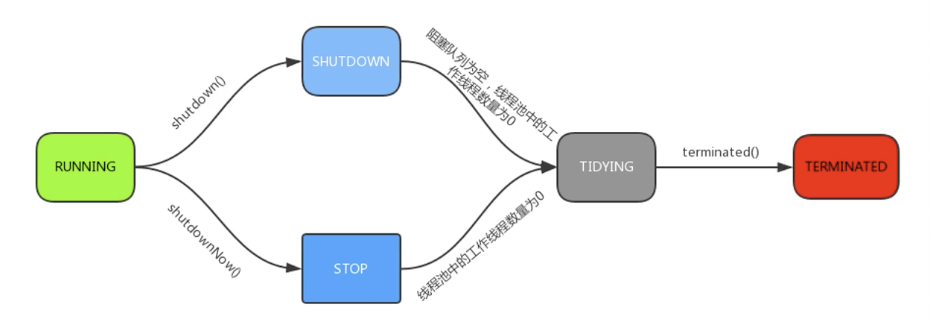 阻塞队列为空，线程池中的工
作线程数量为0
SHUTDOWN
shutdown()
RUNNING
TIDYING
terminated()
TERMINATED
shutdownNow()
线程池中的工作线程数量为0
STOP